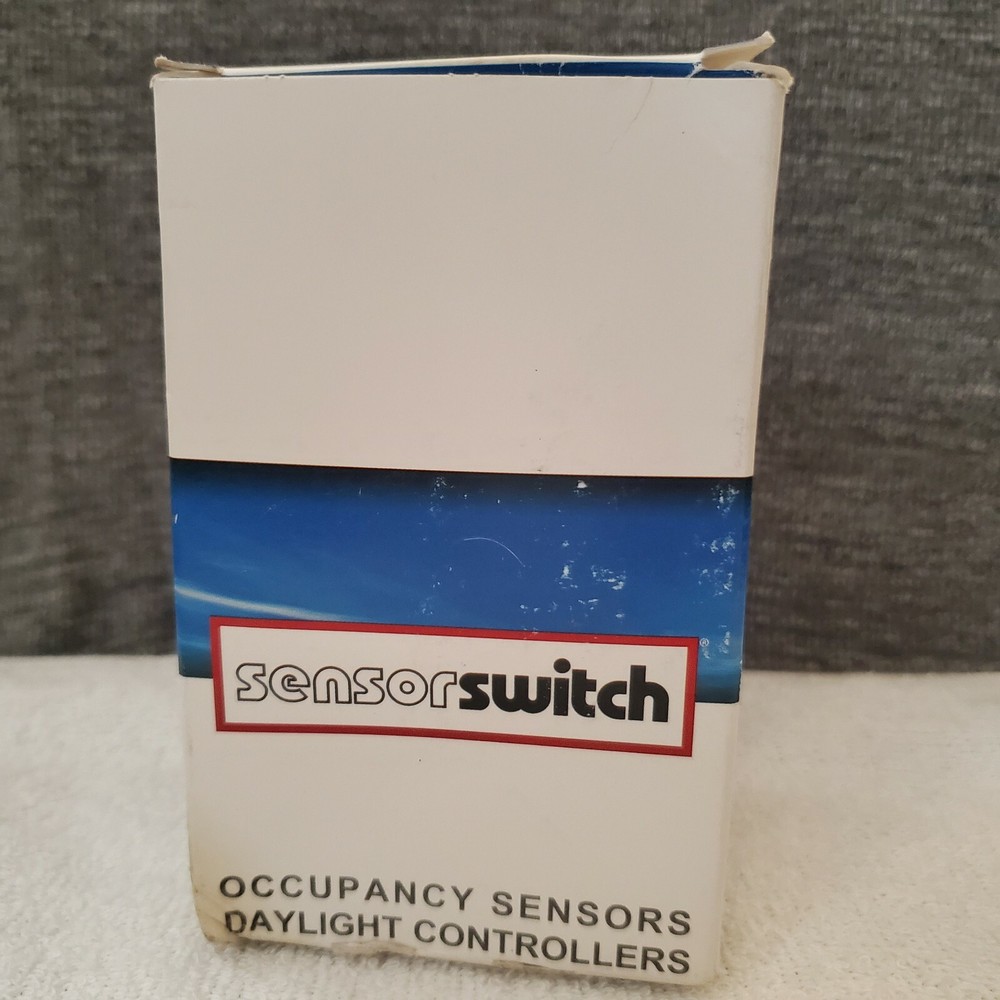 sensorswitch®
OCCUPANCY SENSORS
DAYLIGHT CONTROLLERS